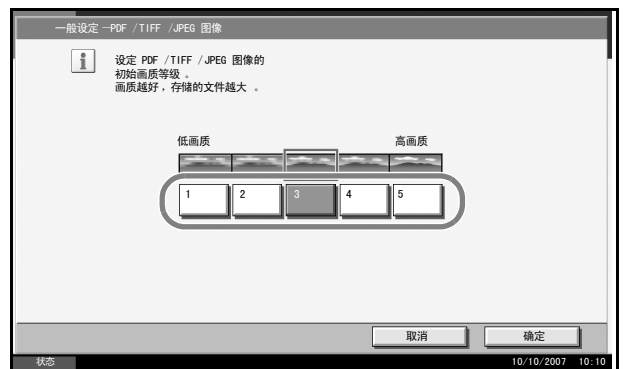 一般设定 —PDF /TIFF /JPEG 图像
i
设定 PDF /TIFF /JPEG 图像的
初始画质等级 。
画质越好，存储的文件越大 。
低画质 高画质
1 2 3 4 5
取消 确定
状态 10/10/2007 10:10